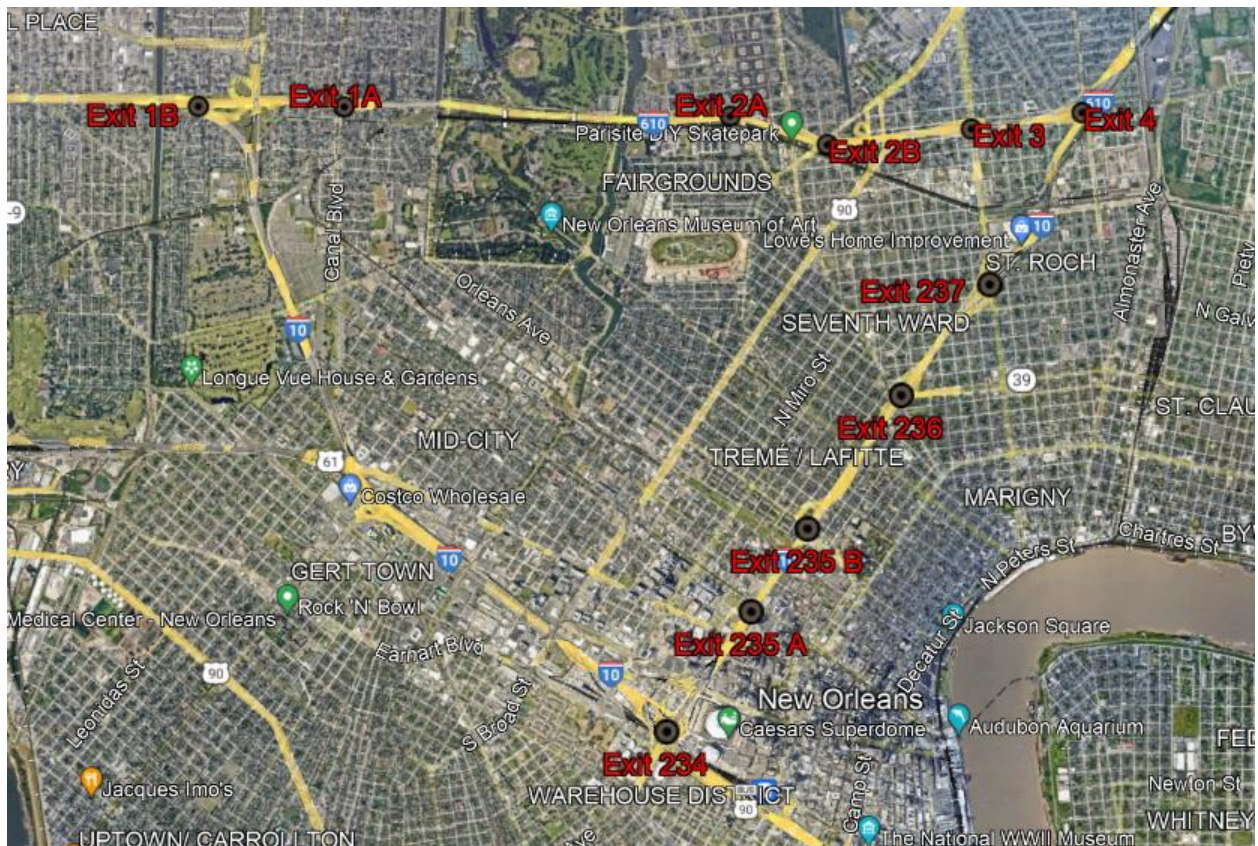 L PLACE
Exit 1B
Exit 1A
Exit 2A
610
Exit 4
610
Parisite DIY Skatepark
Exit 2B
Exit 3
FAIRGROUNDS
-9
90
New Orleans Museum of Art
10
Lowe's Home Improvement
ST. ROCH
Canal Blvd
Almonaster Ave
Piety
Orleans Ave
Exit 237
N Galv
10
SEVENTH WARD
Longue Vue House & Gardens
39
N Miro St
ST. CLAU
Exit 236
MID-CITY
TREMÉ / LAFITTE
RY
61
Costco Wholesale
MARIGNY
Chartres St
BY
N Peters St
10
Exit 235 B
GERT TOWN
Rock 'N' Bowl
Medical Center - New Orleans
Exit 235 A
Jackson Square
Earhart Blvd
Decatur St
90
10
Leonidas St
S Broad St
New Orleans
Caesars Superdome
Audubon Aquarium
FED
Exit 234
Jacques-Imo's
WAREHOUSE DISTRICT
BUS
90
Camp St
Newton St
WHITNEY
UPTOWN/ CARROLLTON
Ave
The National WWII Museum